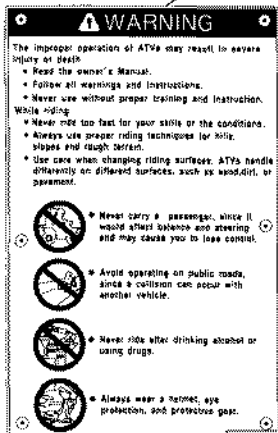 WARNING
The improper operation of ATVs may result in severe
injury or death
• Read the owner's Manual.
• Follow all warnings and instructions.
• Never use without proper training and instruction.
While riding:
• Never ride too fast for your skills or the conditions.
• Always use proper riding techniques for hills,
slopes and rough terrain.
• Use care when changing riding surfaces. ATVs handle
differently on different surfaces, such as sand, dirt, or
pavement.
• Never carry a passenger, since it
would affect balance and steering
and may cause you to lose control.
• Avoid operating on public roads,
since a collision can occur with
another vehicle.
• Never ride after drinking alcohol or
using drugs.
• Always wear a helmet, eye
protection, and protective gear.